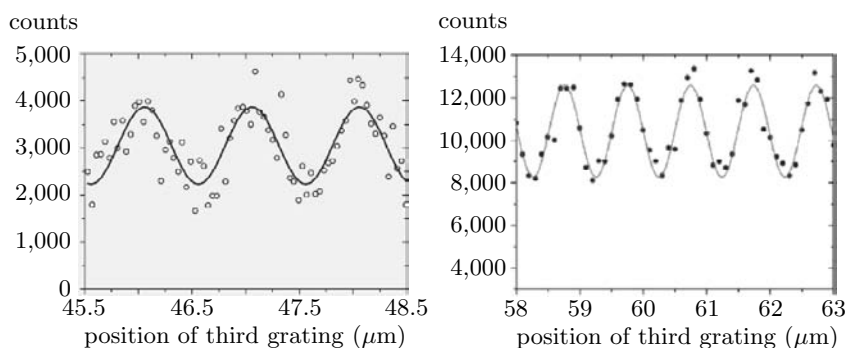 counts
5,000
4,000
3,000
2,000
1,000
0
45.5 46.5 47.5 48.5
position of third grating (μm)
counts
14,000
12,000
10,000
8,000
6,000
4,000
58 59 60 61 62 63
position of third grating (μm)